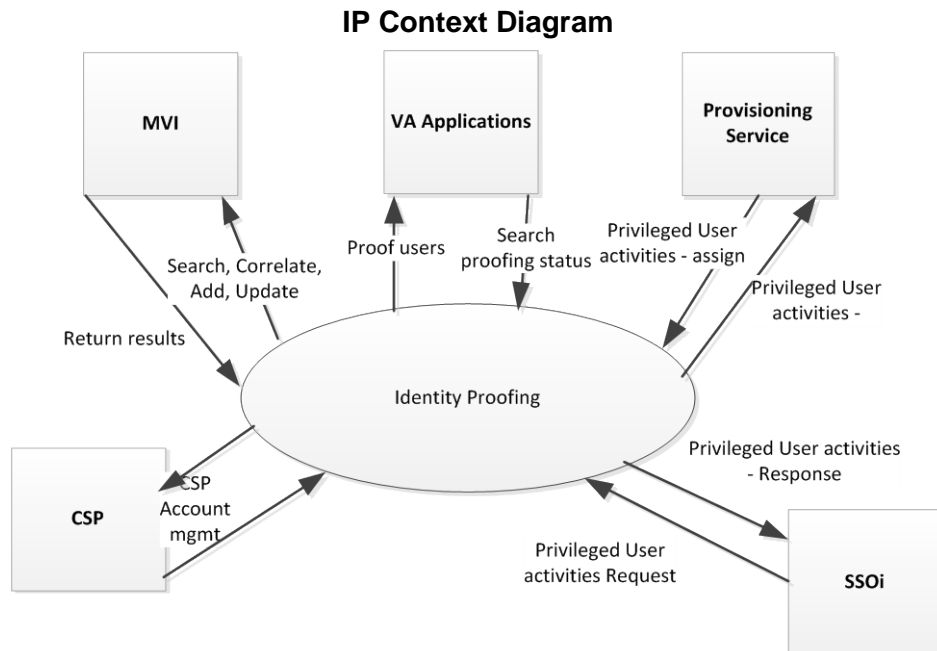 IP Context Diagram
MVI
VA Applications
Provisioning
Service
Proof users
Search
proofing status
Privileged User
activities - assign
Search, Correlate,
Add, Update
Privileged User
activities -
Return results
Identity Proofing
CSP
CSP
Account
mgmt
Privileged User activities
- Response
Privileged User
activities Request
SSOi